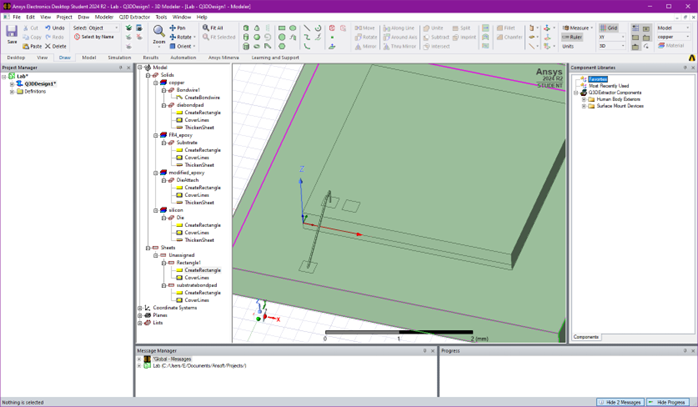 Ansys Electronics Desktop Student 2024 R2 - Lab - Q3DDesign1* - 3D Modeler - [Lab - Q3DDesign1 - Modeler]
File Edit View Project Draw Modeler Q3D Extractor Tools Window Help
Save
Cut
Copy
Paste
Undo
Redo
Delete
Select: Object
Select by Name
Zoom
Pan
Rotate
Orient
Fit All
Fit Selected
Move
Rotate
Mirror
Along Line
Around Axis
Thru Mirror
Unite
Subtract
Intersect
Split
Imprint
Fillet
Chamfer
Measure
Ruler
Units
Grid
XY
3D
Model
copper
Material
Desktop View Draw Model Simulation Results Automation Ansys Minerva Learning and Support
Project Manager
Lab*
Q3DDesign1*
Definitions
Model
Solids
copper
Bondwire1
CreateBondwire
diebondpad
CreateRectangle
CoverLines
ThickenSheet
FR4_epoxy
Substrate
CreateRectangle
CoverLines
ThickenSheet
modified_epoxy
DieAttach
CreateRectangle
CoverLines
ThickenSheet
silicon
Die
CreateRectangle
CoverLines
ThickenSheet
Sheets
Unassigned
Rectangle1
CreateRectangle
CoverLines
substratebondpad
CreateRectangle
CoverLines
Coordinate Systems
Planes
Lists
Ansys
2024 R2
STUDENT
Z
X
0 1 2 (mm)
Component Libraries
Favorites
Most Recently Used
Q3DExtractor Components
Human Body Exteriors
Surface Mount Devices
Components
Message Manager
*Global - Messages
Progress
Nothing is selected
Hide 2 Messages
Hide Progress